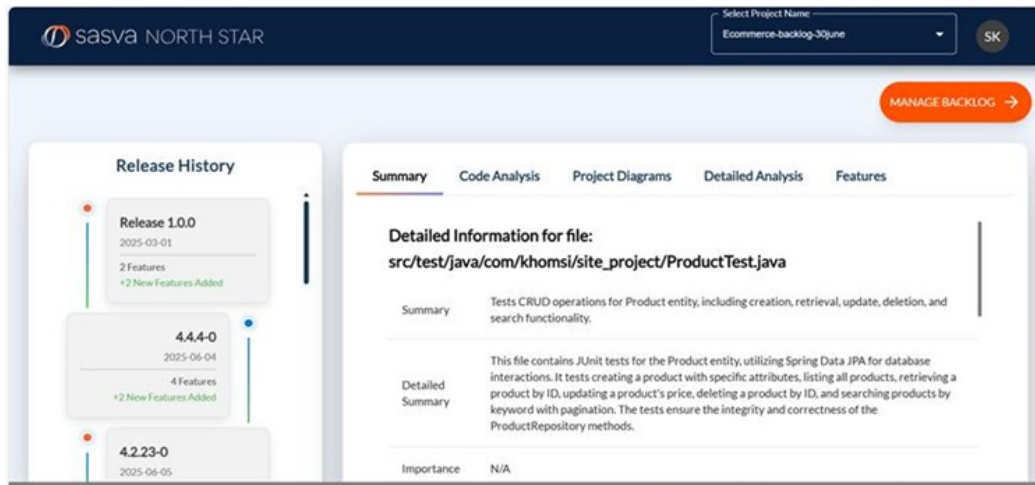 Select Project Name
sasva NORTH STAR
Ecommerce-backlog-30june
SK
MANAGE BACKLOG →
Release History
Release 1.0.0
2025-03-01
2 Features
+2 New Features Added
4.4.4-0
2025-06-04
4 Features
+2 New Features Added
4.2.23-0
2025-06-05
Summary
Code Analysis
Project Diagrams
Detailed Analysis
Features
Detailed Information for file:
src/test/java/com/khomsi/site_project/ProductTest.java
Summary
Tests CRUD operations for Product entity, including creation, retrieval, update, deletion, and
search functionality.
Detailed
Summary
This file contains JUnit tests for the Product entity, utilizing Spring Data JPA for database
interactions. It tests creating a product with specific attributes, listing all products, retrieving a
product by ID, updating a product's price, deleting a product by ID, and searching products by
keyword with pagination. The tests ensure the integrity and correctness of the
ProductRepository methods.
Importance
N/A